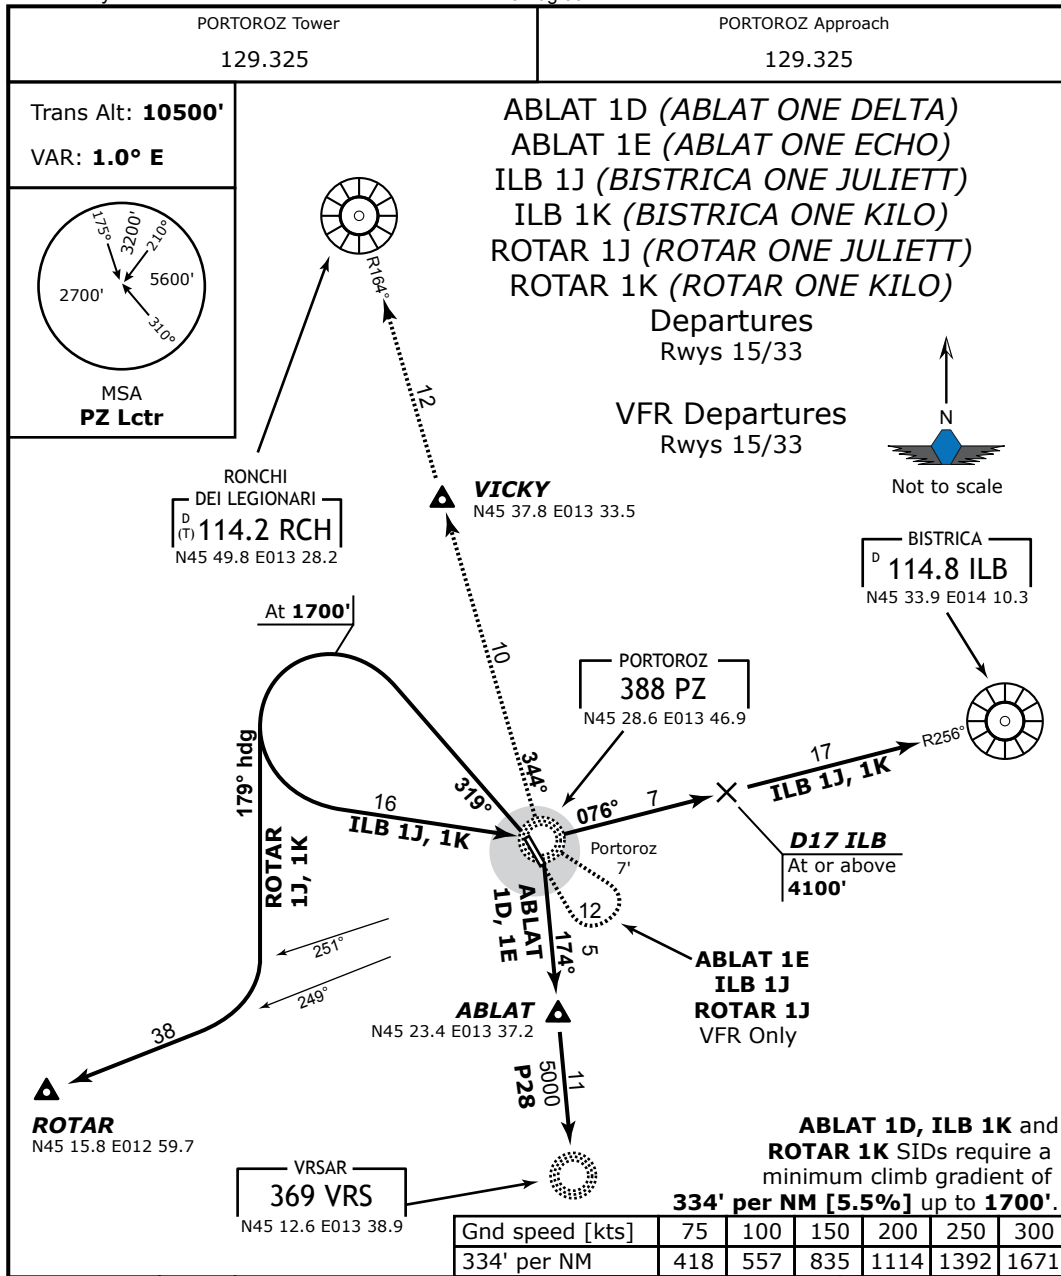 PORTOROZ Tower
129.325
PORTOROZ Approach
129.325
Trans Alt: 10500'
VAR: 1.0° E
175°
3200'
210°
2700'
5600'
310°
MSA
PZ Lctr
ABLAT 1D (ABLAT ONE DELTA)
ABLAT 1E (ABLAT ONE ECHO)
ILB 1J (BISTRICA ONE JULIETT)
ILB 1K (BISTRICA ONE KILO)
ROTAR 1J (ROTAR ONE JULIETT)
ROTAR 1K (ROTAR ONE KILO)
Departures
Rwys 15/33
VFR Departures
Rwys 15/33
N
Not to scale
R164°
12
RONCHI
DEI LEGIONARI
D
(T) 114.2 RCH
N45 49.8 E013 28.2
VICKY
N45 37.8 E013 33.5
BISTRICA
D 114.8 ILB
N45 33.9 E014 10.3
At 1700'
10
PORTOROZ
388 PZ
N45 28.6 E013 46.9
R256°
17
ILB 1J, 1K
179° hdg
319°
344°
076°
7
16
ILB 1J, 1K
D17 ILB
At or above
4100'
Portoroz
7'
ROTAR
1J, 1K
ABLAT
1D, 1E
12
174°
5
251°
249°
ABLAT 1E
ILB 1J
ROTAR 1J
VFR Only
ABLAT
N45 23.4 E013 37.2
38
P28
5000
11
ROTAR
N45 15.8 E012 59.7
VRSAR
369 VRS
N45 12.6 E013 38.9
ABLAT 1D, ILB 1K and
ROTAR 1K SIDs require a
minimum climb gradient of
334' per NM [5.5%] up to 1700'.
Gnd speed [kts] 75 100 150 200 250 300
334' per NM 418 557 835 1114 1392 1671